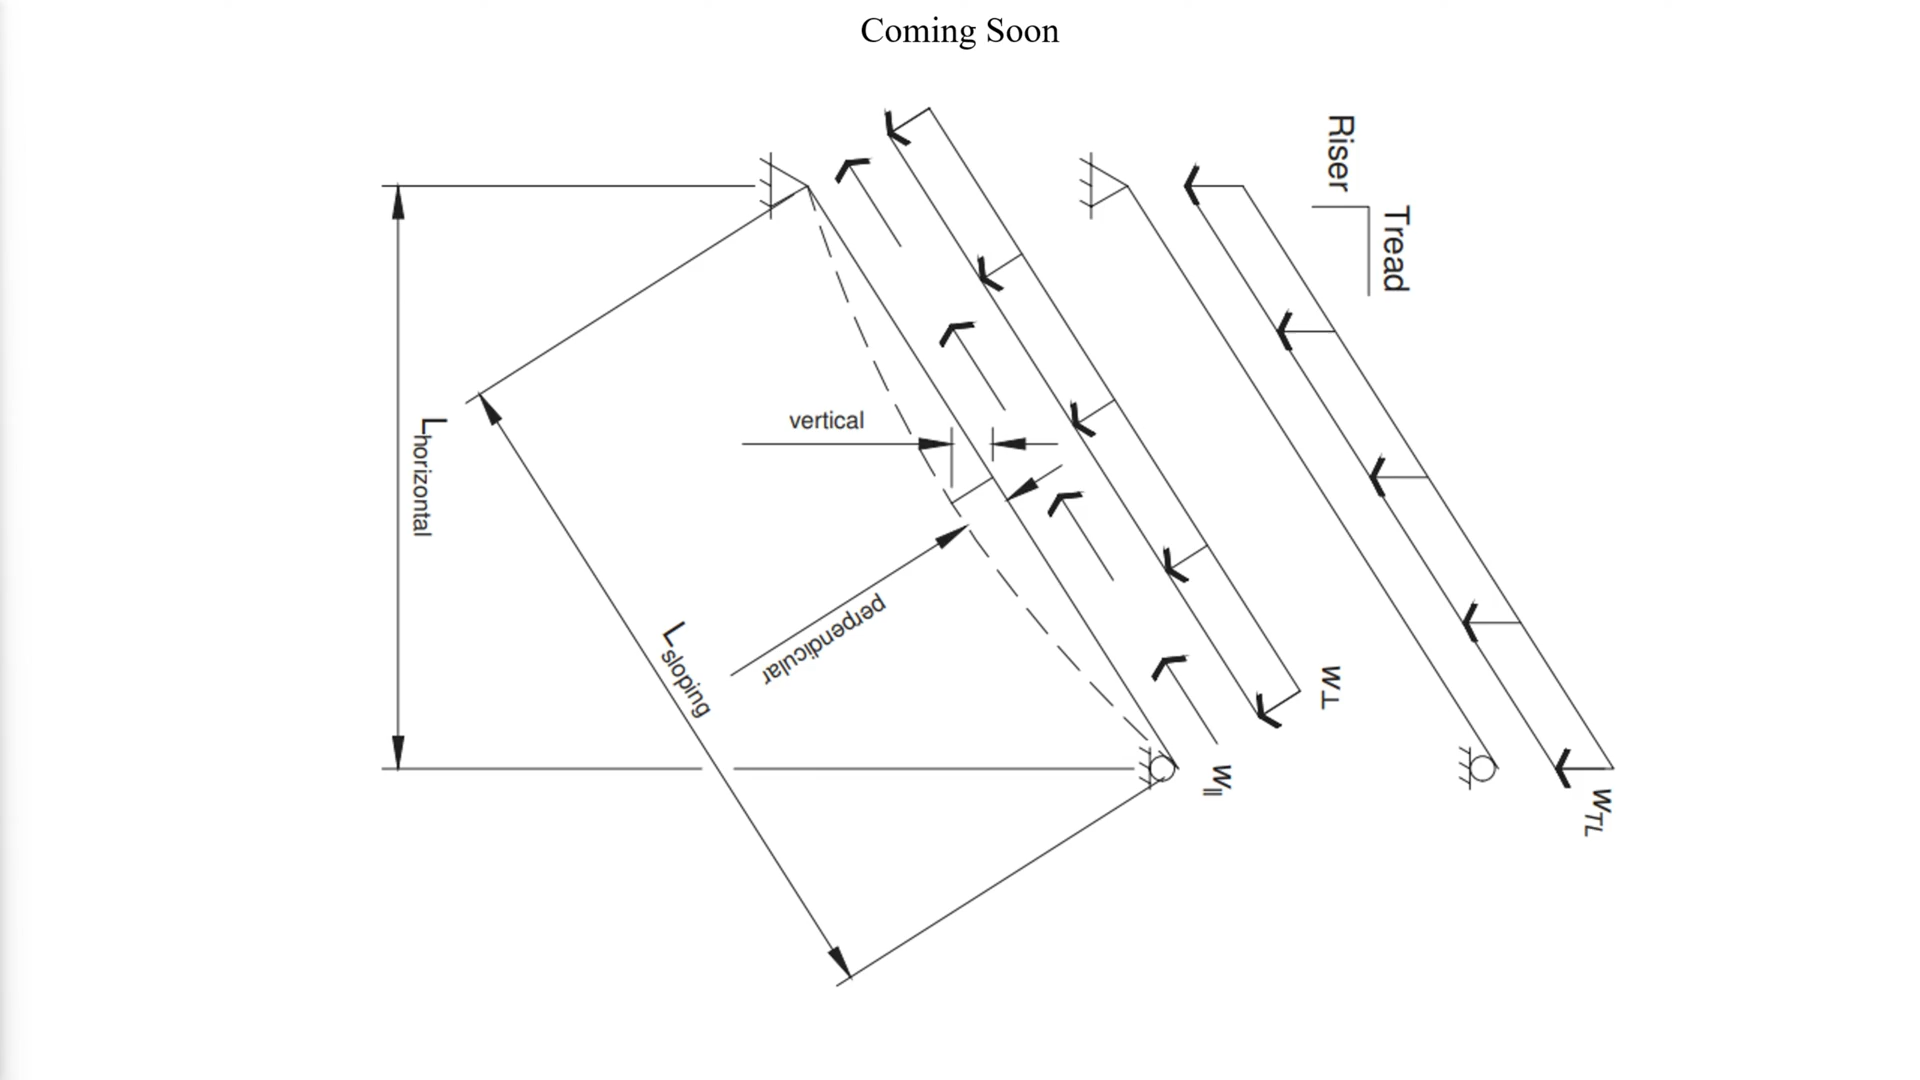 Coming Soon
Riser
Tread
vertical
Lhorizontal
Lsloping
perpendicular
W⊥
W||
WTL